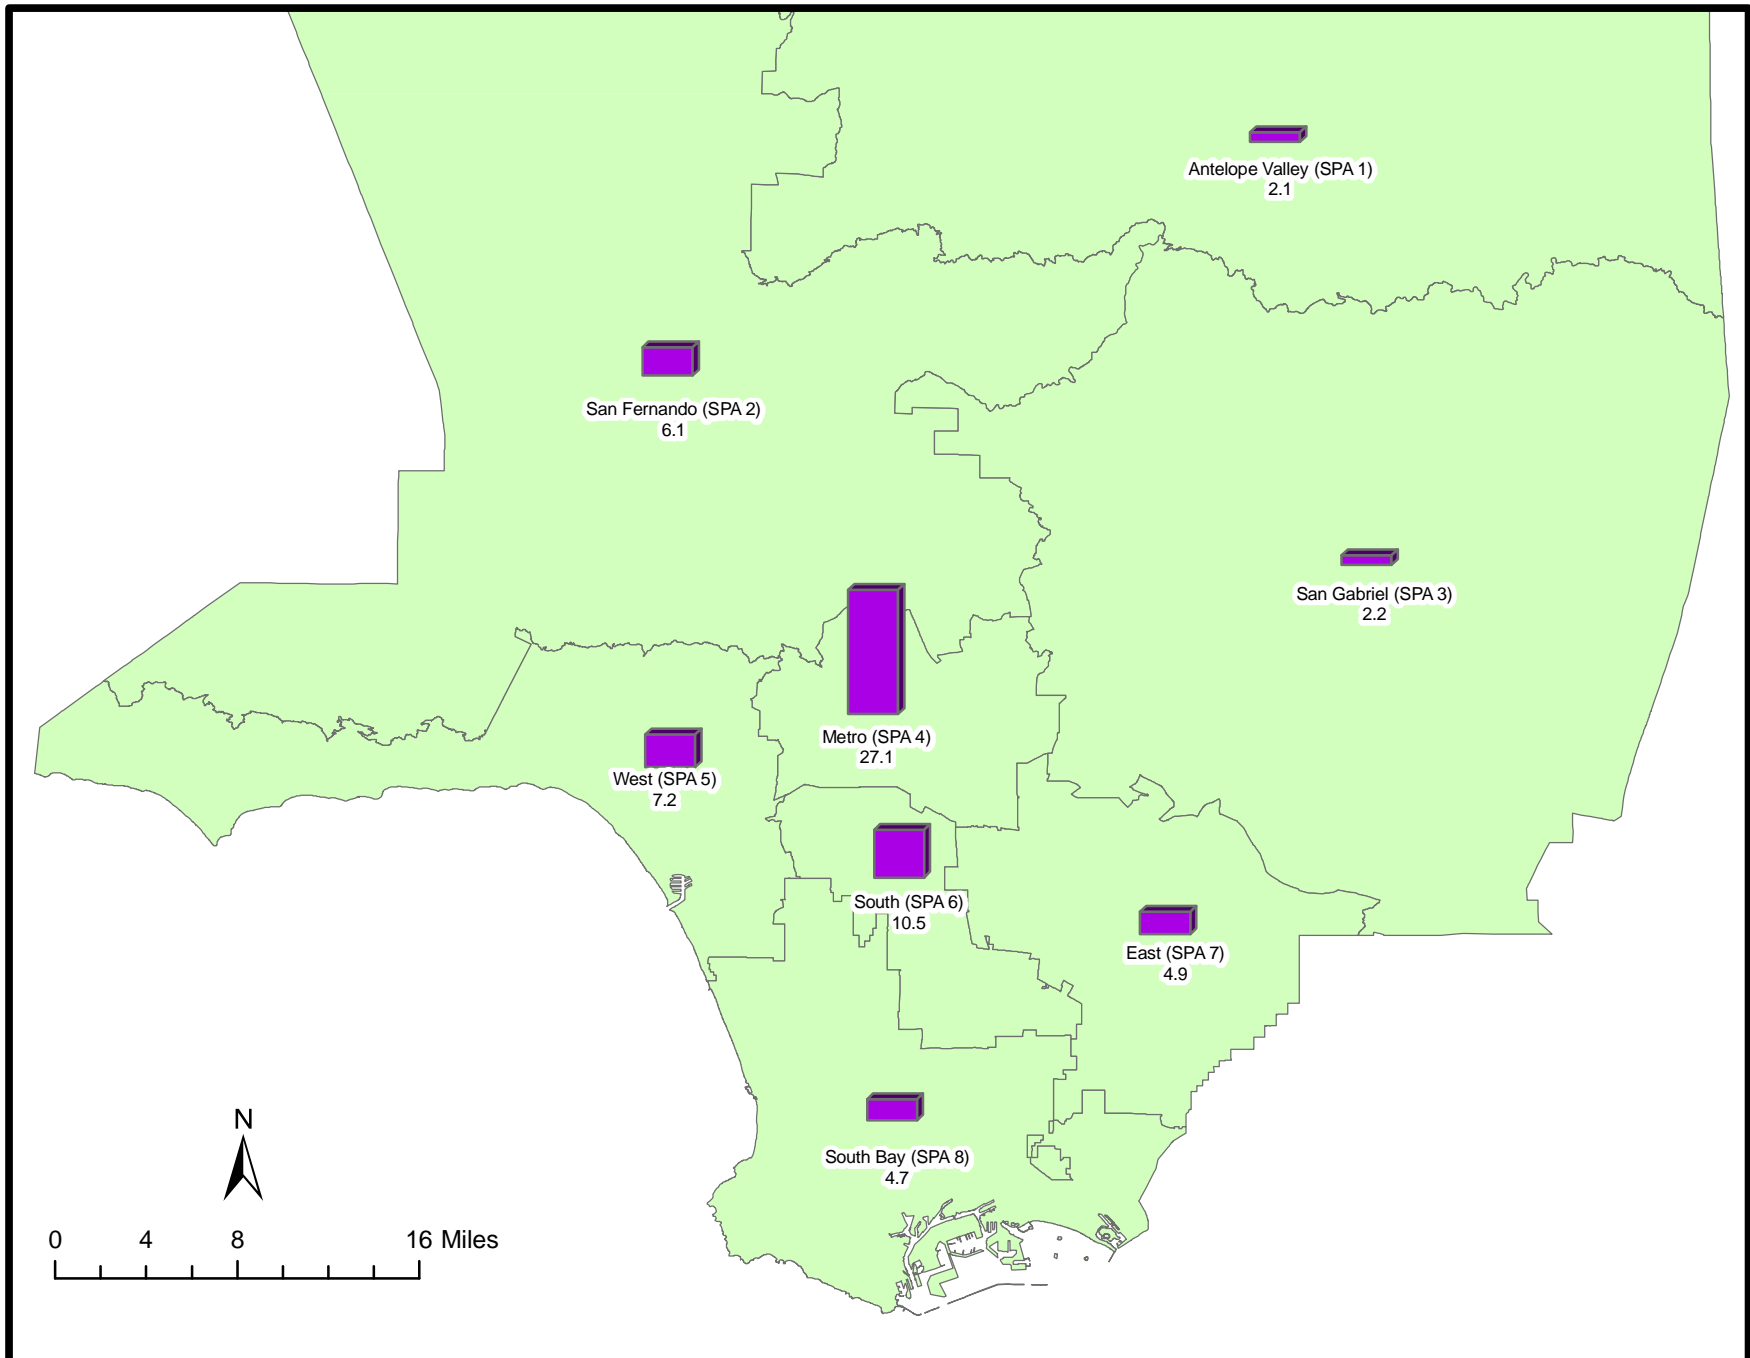 Antelope Valley (SPA 1)
2.1
San Fernando (SPA 2)
6.1
San Gabriel (SPA 3)
2.2
Metro (SPA 4)
27.1
West (SPA 5)
7.2
South (SPA 6)
10.5
East (SPA 7)
4.9
South Bay (SPA 8)
4.7
N
0 4 8 16 Miles